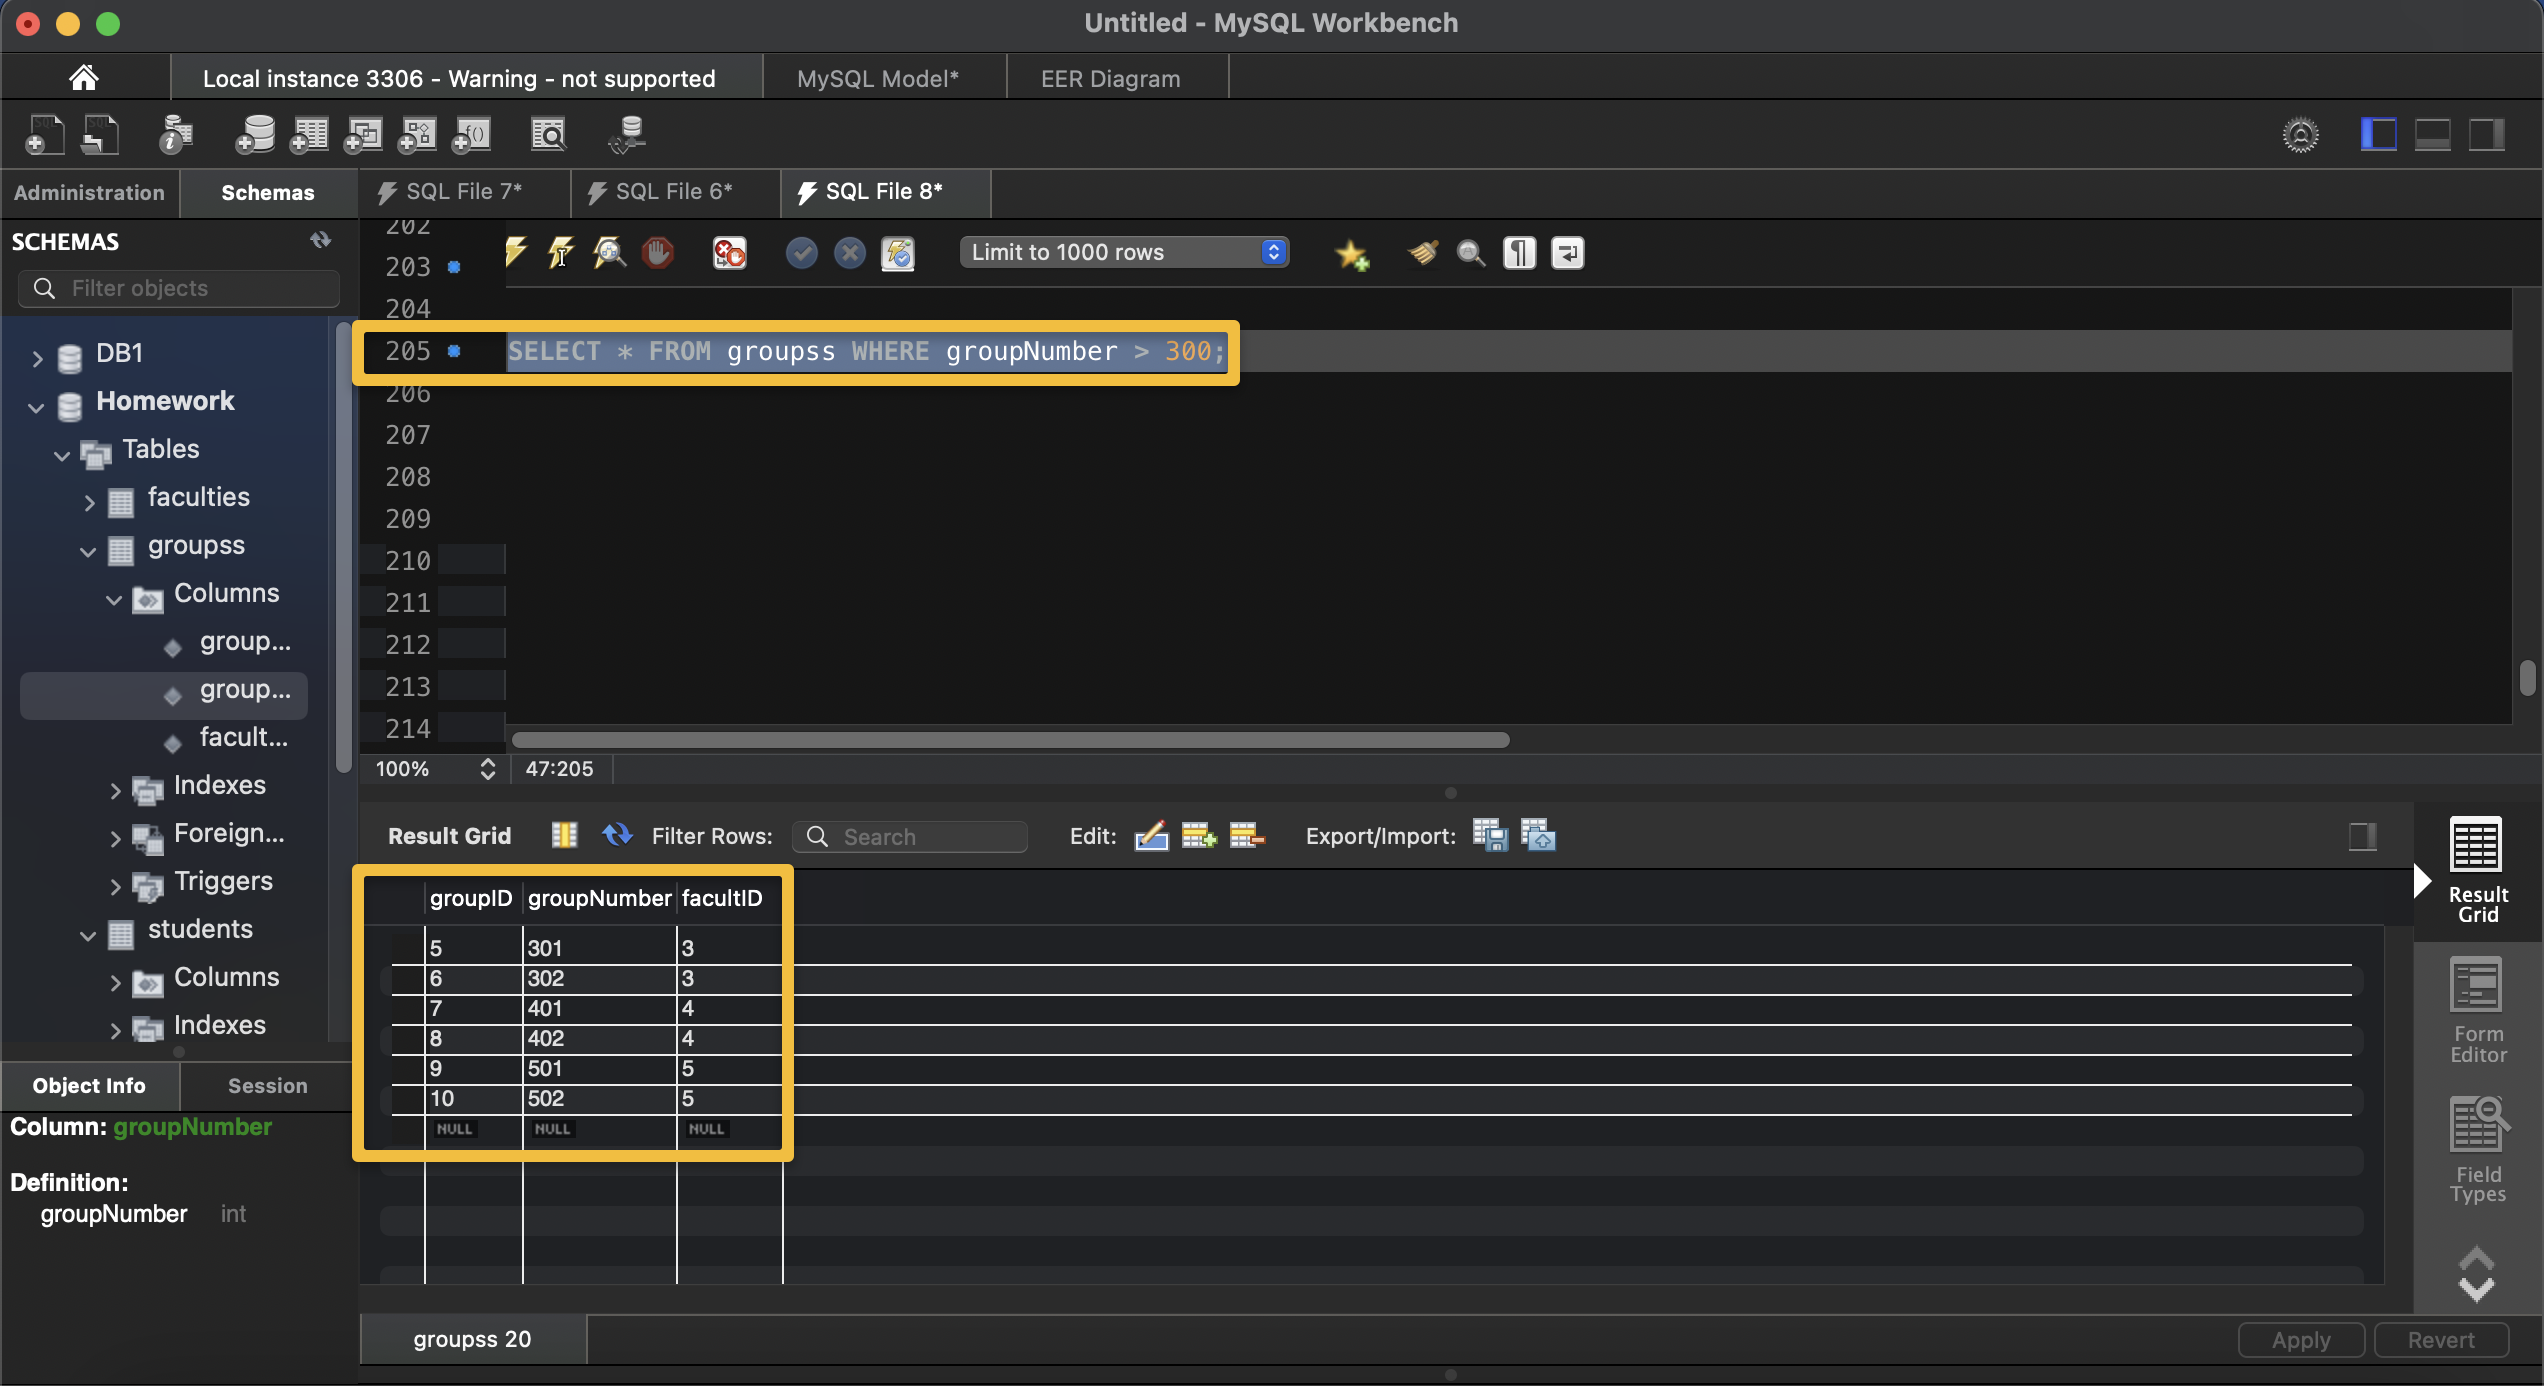 Untitled - MySQL Workbench
Local instance 3306 - Warning - not supported
MySQL Model*
EER Diagram
Administration
Schemas
SQL File 7*
SQL File 6*
SQL File 8*
SCHEMAS
Filter objects
DB1
Homework
Tables
faculties
groupss
Columns
group...
group...
facult...
Indexes
Foreign...
Triggers
students
Columns
Indexes
Object Info
Session
Column: groupNumber
Definition:
groupNumber int
Limit to 1000 rows
202
203
204
205 SELECT * FROM groupss WHERE groupNumber > 300;
206
207
208
209
210
211
212
213
214
100%
47:205
Result Grid
Filter Rows:
Search
Edit:
Export/Import:
groupID groupNumber facultID
5 301 3
6 302 3
7 401 4
8 402 4
9 501 5
10 502 5
NULL NULL NULL
Result
Grid
Form
Editor
Field
Types
groupss 20
Apply
Revert